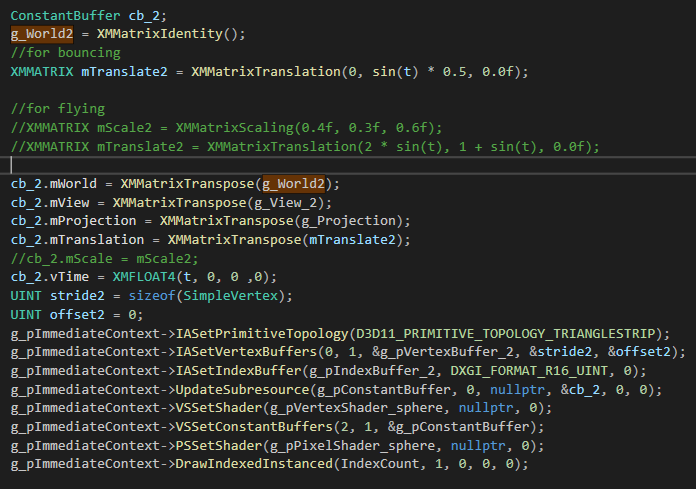 ConstantBuffer cb_2;
g_World2 = XMMatrixIdentity();
//for bouncing
XMMATRIX mTranslate2 = XMMatrixTranslation(0, sin(t) * 0.5, 0.0f);
//for flying
//XMMATRIX mScale2 = XMMatrixScaling(0.4f, 0.3f, 0.6f);
//XMMATRIX mTranslate2 = XMMatrixTranslation(2 * sin(t), 1 + sin(t), 0.0f);
cb_2.mWorld = XMMatrixTranspose(g_World2);
cb_2.mView = XMMatrixTranspose(g_View_2);
cb_2.mProjection = XMMatrixTranspose(g_Projection);
cb_2.mTranslation = XMMatrixTranspose(mTranslate2);
//cb_2.mScale = mScale2;
cb_2.vTime = XMFLOAT4(t, 0, 0 ,0);
UINT stride2 = sizeof(SimpleVertex);
UINT offset2 = 0;
g_pImmediateContext->IASetPrimitiveTopology(D3D11_PRIMITIVE_TOPOLOGY_TRIANGLESTRIP);
g_pImmediateContext->IASetVertexBuffers(0, 1, &g_pVertexBuffer_2, &stride2, &offset2);
g_pImmediateContext->IASetIndexBuffer(g_pIndexBuffer_2, DXGI_FORMAT_R16_UINT, 0);
g_pImmediateContext->UpdateSubresource(g_pConstantBuffer, 0, nullptr, &cb_2, 0, 0);
g_pImmediateContext->VSSetShader(g_pVertexShader_sphere, nullptr, 0);
g_pImmediateContext->VSSetConstantBuffers(2, 1, &g_pConstantBuffer);
g_pImmediateContext->PSSetShader(g_pPixelShader_sphere, nullptr, 0);
g_pImmediateContext->DrawIndexedInstanced(IndexCount, 1, 0, 0, 0);